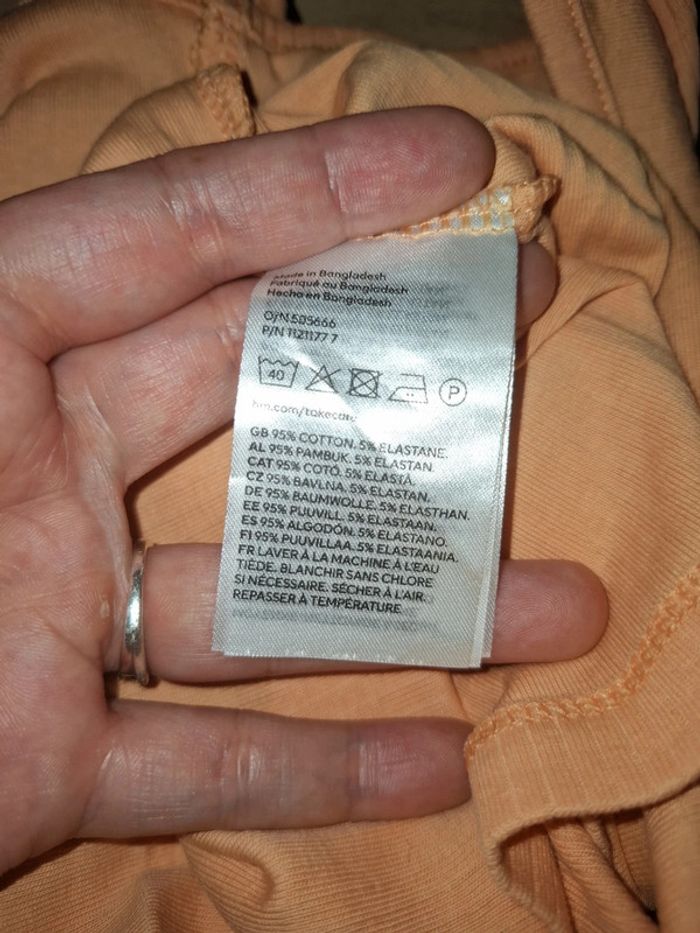 Made in Bangladesh
Fabriqué au Bangladesh
Hecho en Bangladesh
O/N 505666
P/N 1121177 7
40
P
hm.com/takecare
GB 95% COTTON. 5% ELASTANE.
AL 95% PAMBUK. 5% ELASTAN.
CAT 95% COTÓ. 5% ELASTÀ.
CZ 95% BAVLNA. 5% ELASTAN.
DE 95% BAUMWOLLE. 5% ELASTHAN.
EE 95% PUUVILL. 5% ELASTAAN.
ES 95% ALGODÓN. 5% ELASTANO.
FI 95% PUUVILLAA. 5% ELASTAANIA.
FR LAVER À LA MACHINE À L'EAU
TIÈDE. BLANCHIR SANS CHLORE
SI NÉCESSAIRE. SÉCHER À L'AIR.
REPASSER À TEMPÉRATURE